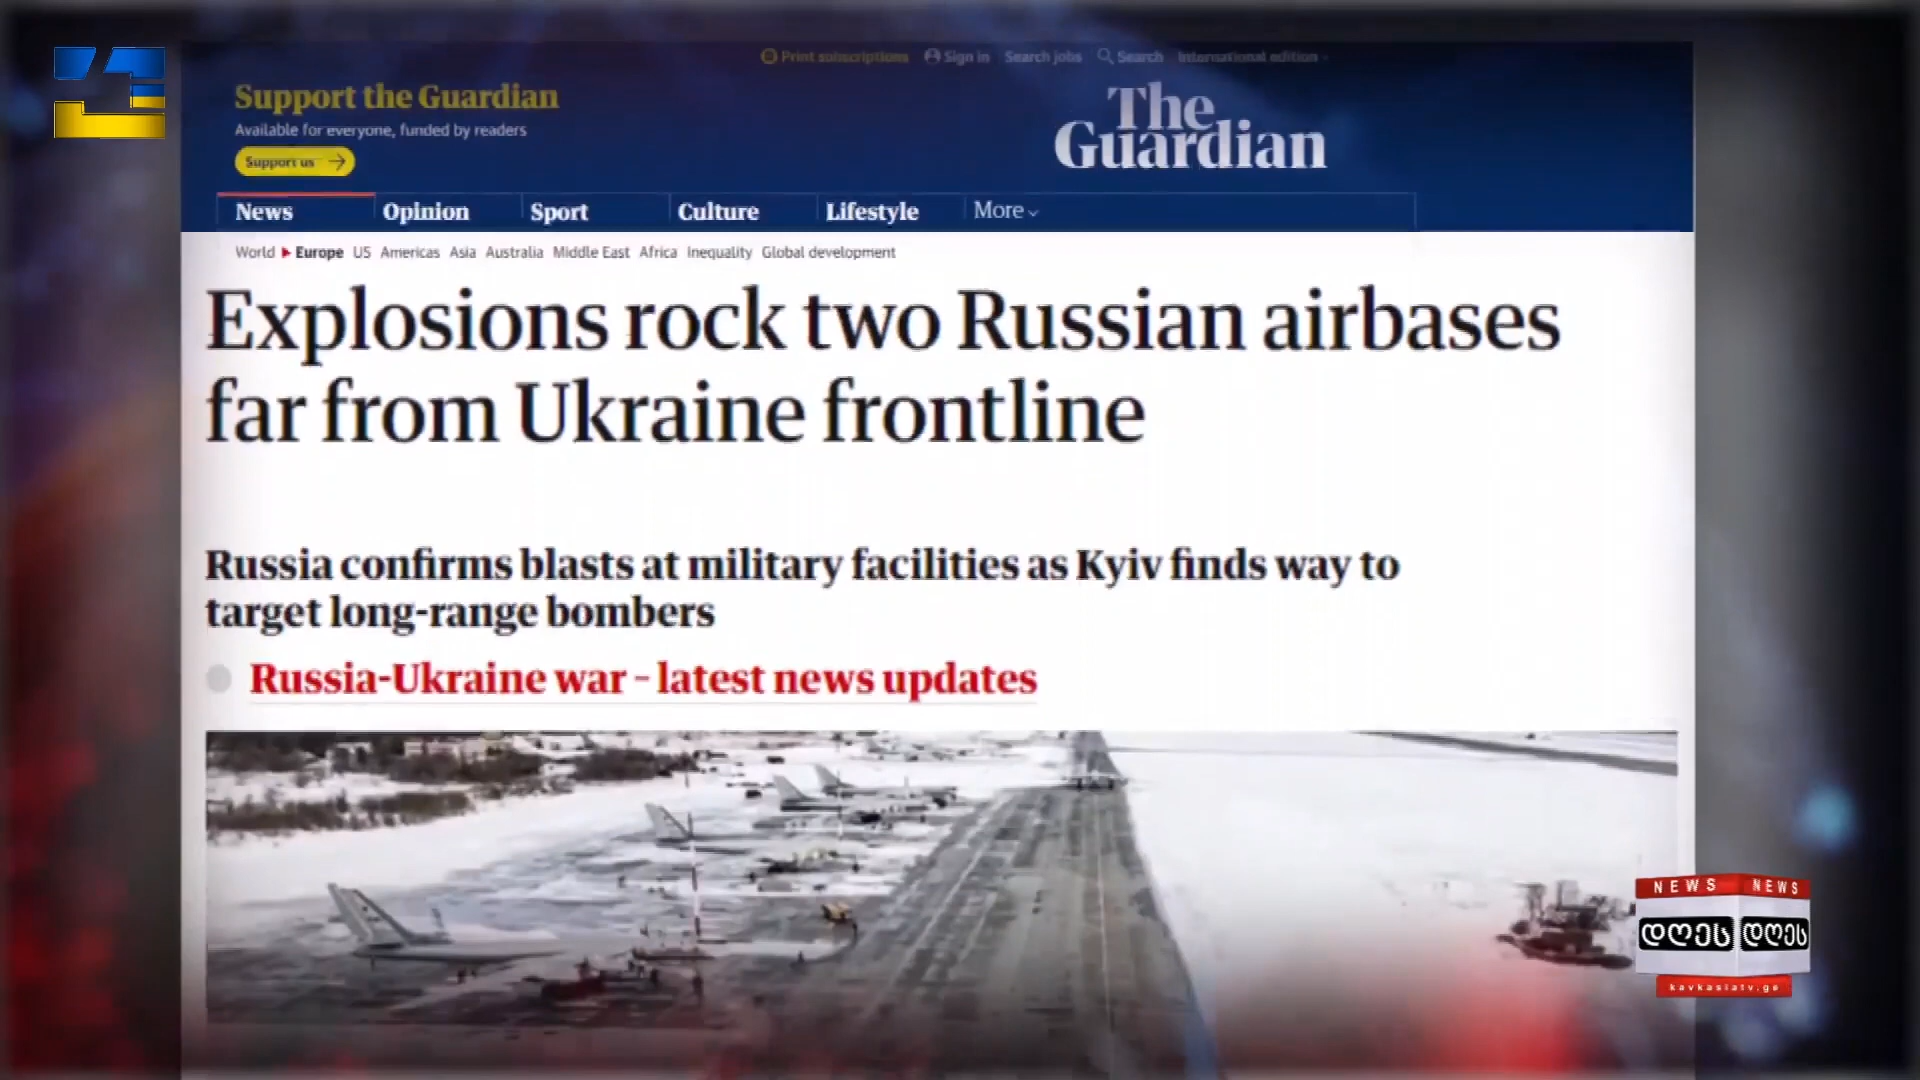 Print subscriptions Sign in Search jobs Search International edition
Support the Guardian
Available for everyone, funded by readers
Support us
The
Guardian
News Opinion Sport Culture Lifestyle More
World Europe US Americas Asia Australia Middle East Africa Inequality Global development
Explosions rock two Russian airbases
far from Ukraine frontline
Russia confirms blasts at military facilities as Kyiv finds way to
target long-range bombers
Russia-Ukraine war – latest news updates
NEWS NEWS
დღეს დღეს
kavkasiatv.ge